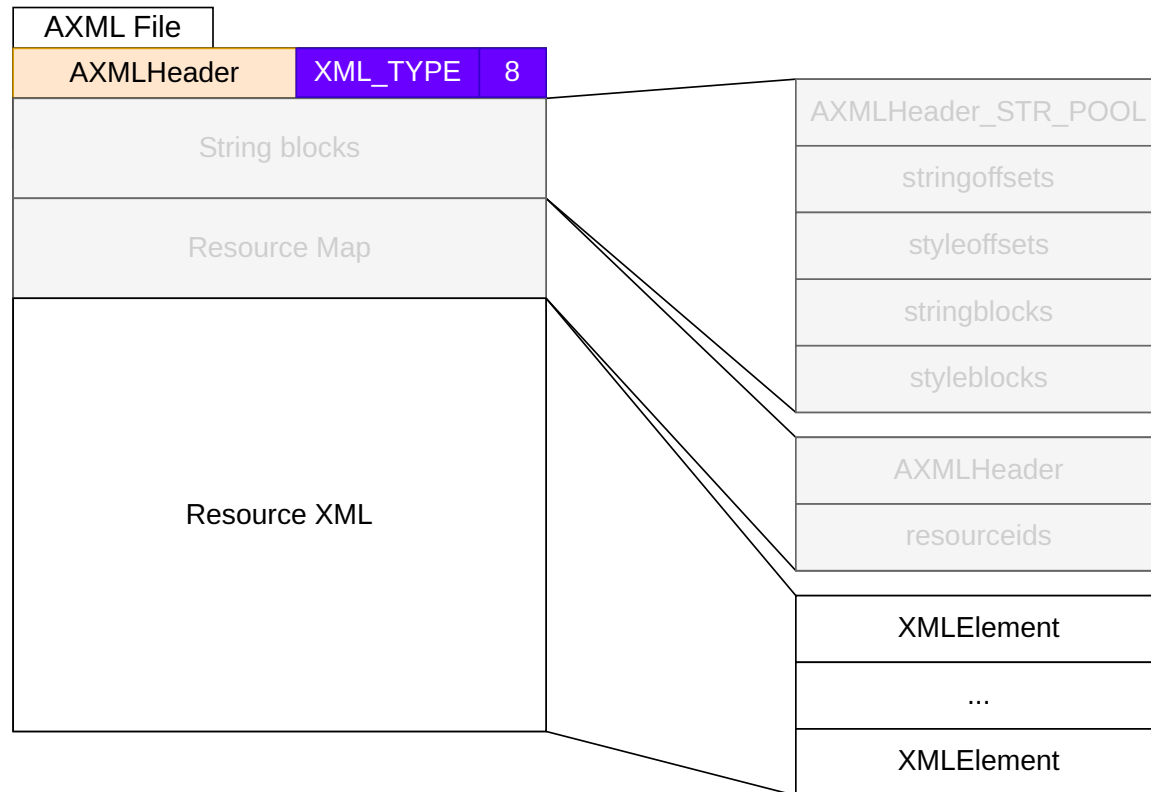 AXML File
AXMLHeader XML_TYPE 8
String blocks
Resource Map
Resource XML
AXMLHeader_STR_POOL
stringoffsets
styleoffsets
stringblocks
styleblocks
AXMLHeader
resourceids
XMLElement
...
XMLElement